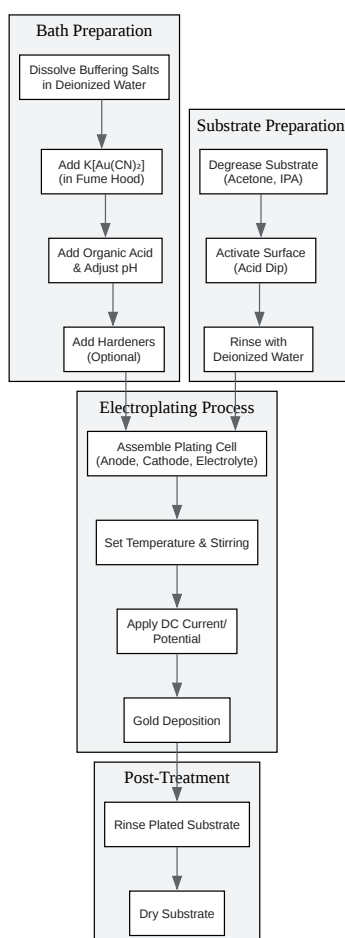 Bath Preparation
Dissolve Buffering Salts
in Deionized Water
Add K[Au(CN)₂]
(in Fume Hood)
Add Organic Acid
& Adjust pH
Add Hardeners
(Optional)
Substrate Preparation
Degrease Substrate
(Acetone, IPA)
Activate Surface
(Acid Dip)
Rinse with
Deionized Water
Electroplating Process
Assemble Plating Cell
(Anode, Cathode, Electrolyte)
Set Temperature & Stirring
Apply DC Current/
Potential
Gold Deposition
Post-Treatment
Rinse Plated Substrate
Dry Substrate